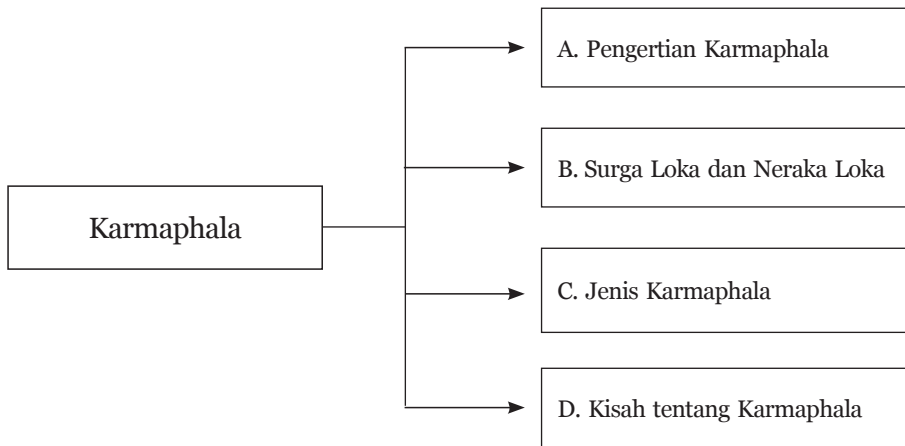 A. Pengertian Karmaphala
B. Surga Loka dan Neraka Loka
Karmaphala
C. Jenis Karmaphala
D. Kisah tentang Karmaphala